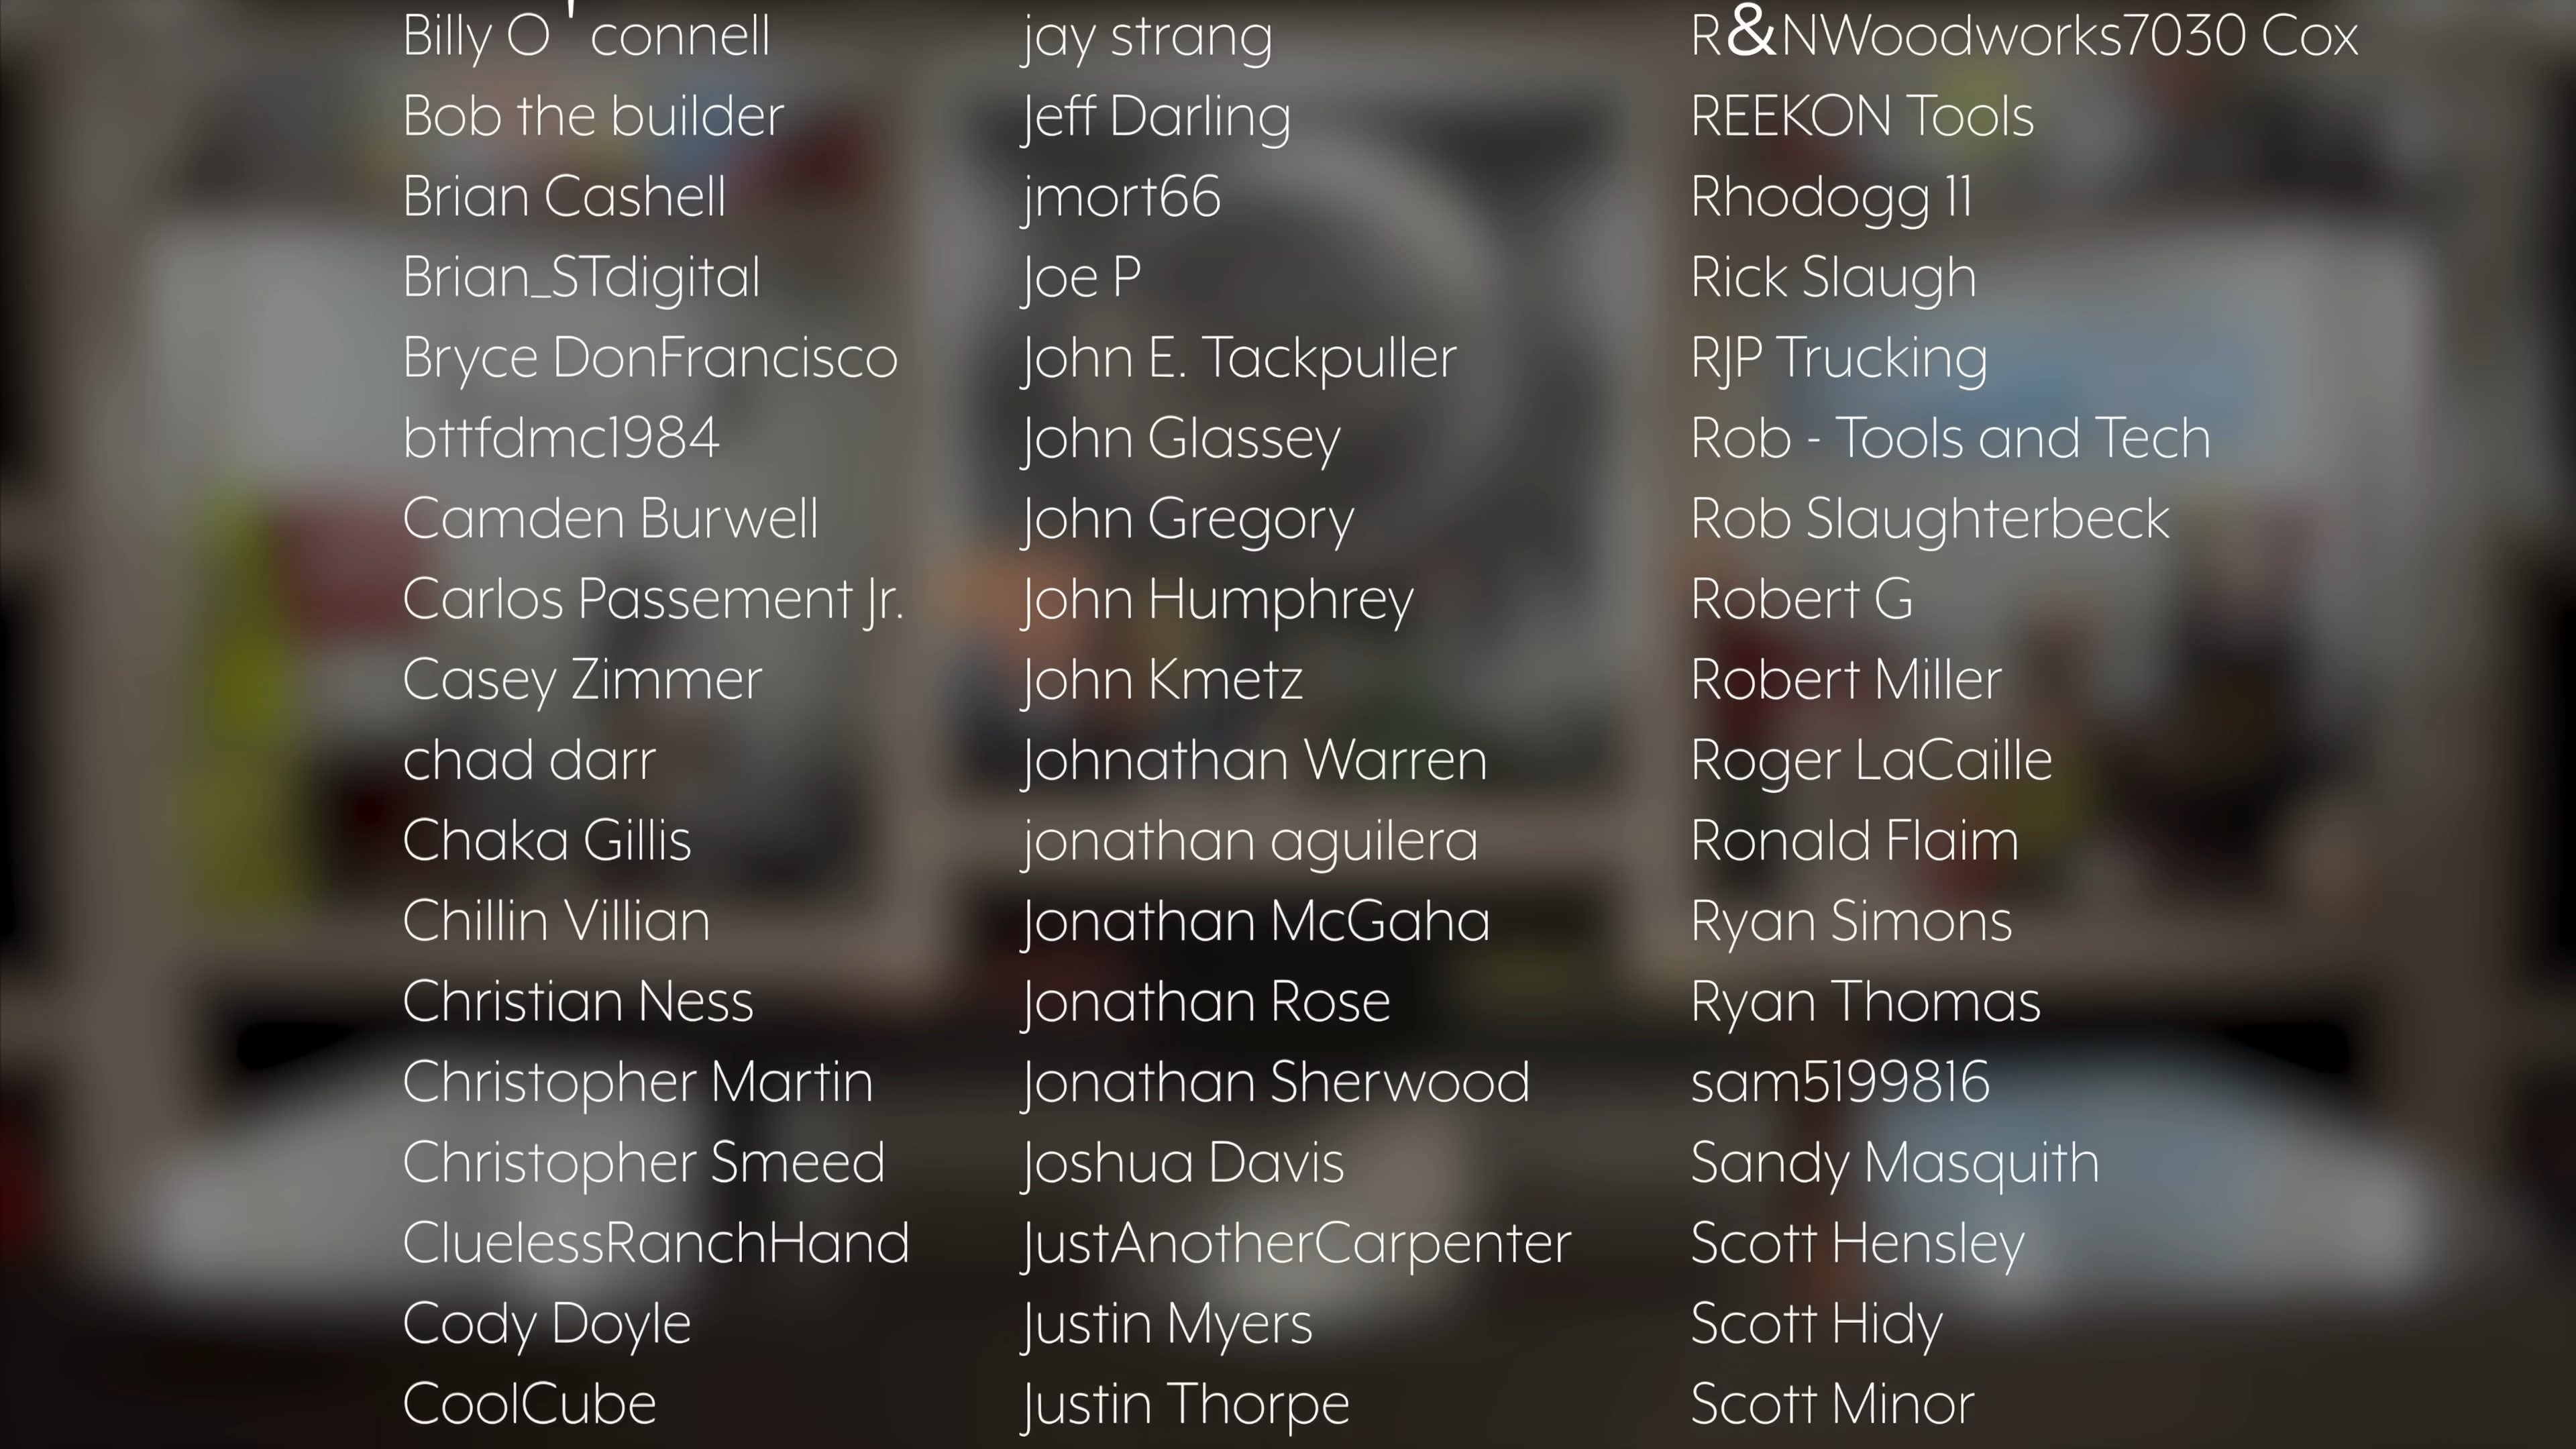 Billy O'connell
Bob the builder
Brian Cashell
Brian_STdigital
Bryce DonFrancisco
bttfdmc1984
Camden Burwell
Carlos Passement Jr.
Casey Zimmer
chad darr
Chaka Gillis
Chillin Villian
Christian Ness
Christopher Martin
Christopher Smeed
CluelessRanchHand
Cody Doyle
CoolCube
jay strang
Jeff Darling
jmort66
Joe P
John E. Tackpuller
John Glassey
John Gregory
John Humphrey
John Kmetz
Johnathan Warren
jonathan aguilera
Jonathan McGaha
Jonathan Rose
Jonathan Sherwood
Joshua Davis
JustAnotherCarpenter
Justin Myers
Justin Thorpe
R&NWoodworks7030 Cox
REEKON Tools
Rhodogg 11
Rick Slaugh
RJP Trucking
Rob - Tools and Tech
Rob Slaughterbeck
Robert G
Robert Miller
Roger LaCaille
Ronald Flaim
Ryan Simons
Ryan Thomas
sam5199816
Sandy Masquith
Scott Hensley
Scott Hidy
Scott Minor